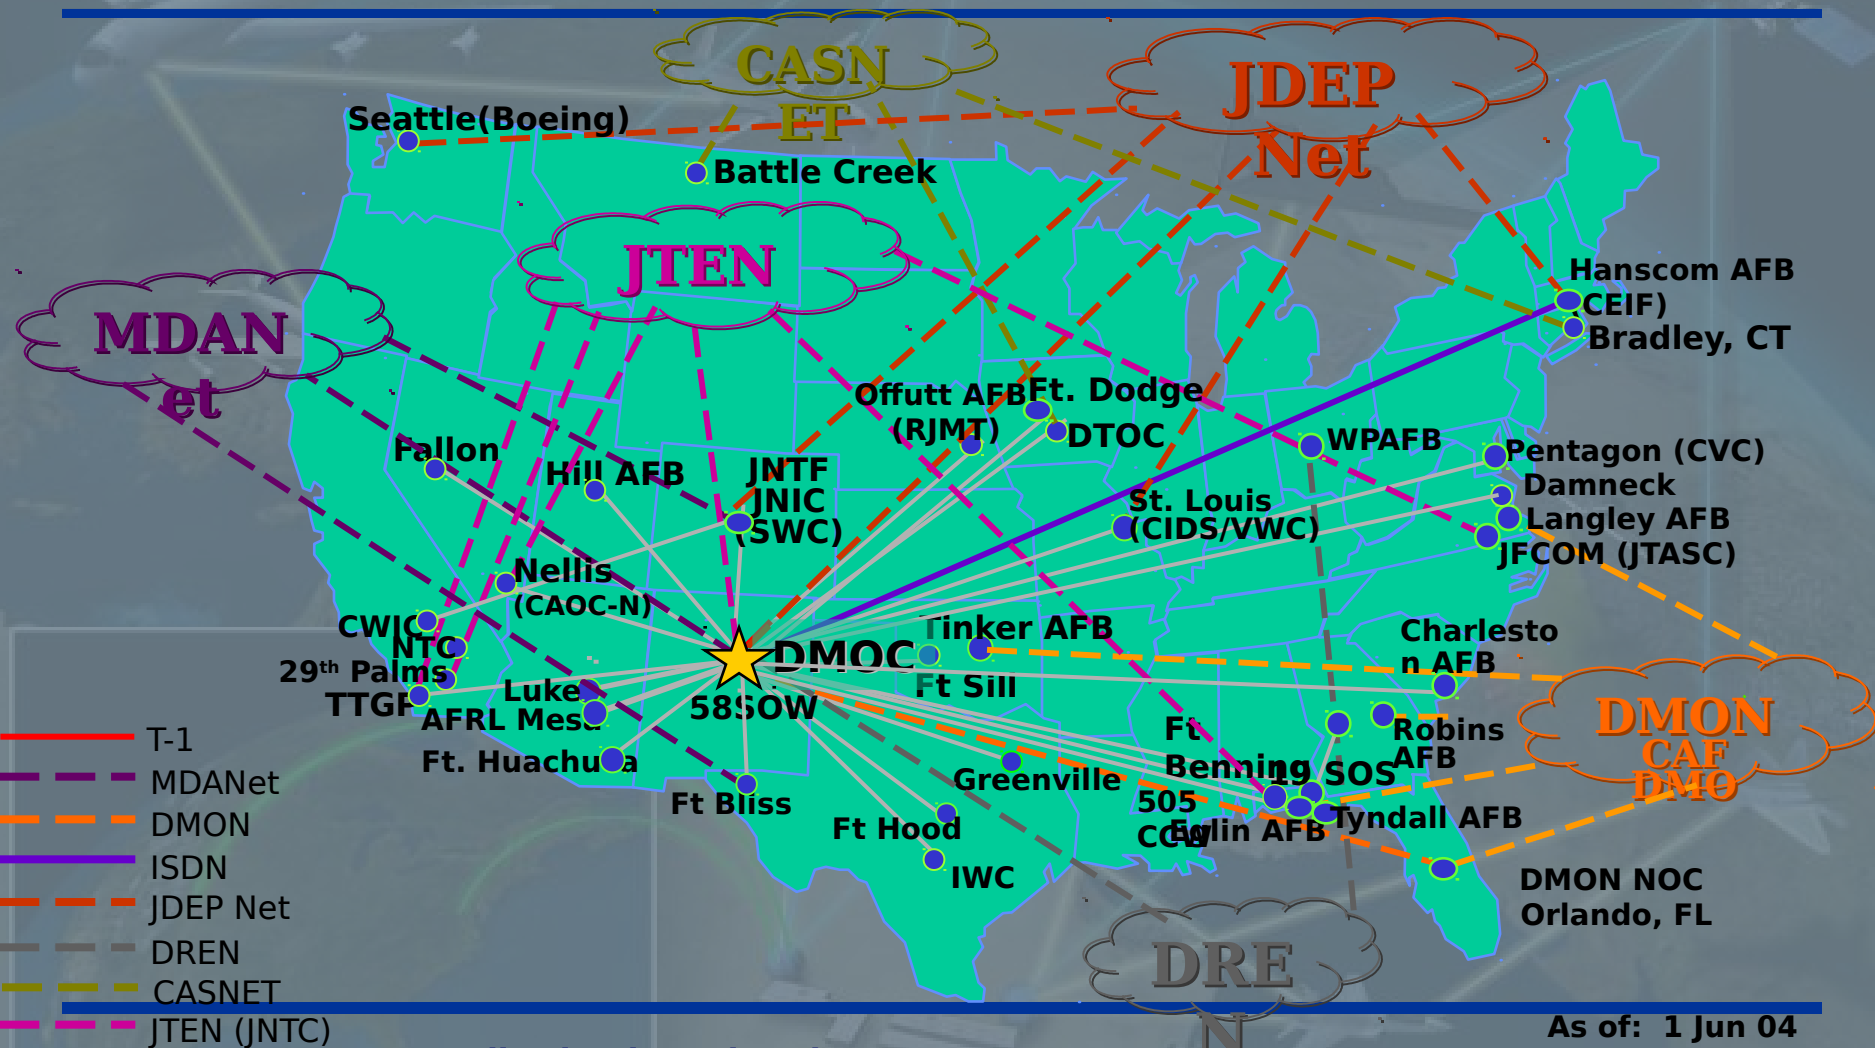 CASN
ET
JDEP
Net
Seattle(Boeing)
Battle Creek
JTEN
MDAN
et
Hanscom AFB
(CEIF)
Bradley, CT
Offutt AFB
(RJMT)
Ft. Dodge
DTOC
WPAFB
Pentagon (CVC)
Damneck
Langley AFB
JFCOM (JTASC)
Fallon
Hill AFB
JNTF
JNIC
(SWC)
St. Louis
(CIDS/VWC)
Nellis
(CAOC-N)
CWIC
NTC
29th Palms
TTGP
Luke
AFRL Mesa
Ft. Huachuca
DMOC
58SOW
Tinker AFB
Ft Sill
Charlesto
n AFB
DMON
CAF
DMO
Robins
AFB
Ft
Benning
19 SOS
505
CCW
Eglin AFB
Tyndall AFB
Greenville
Ft Bliss
Ft Hood
IWC
DMON NOC
Orlando, FL
DRE
N
T-1
MDANet
DMON
ISDN
JDEP Net
DREN
CASNET
JTEN (JNTC)
As of:  1 Jun 04